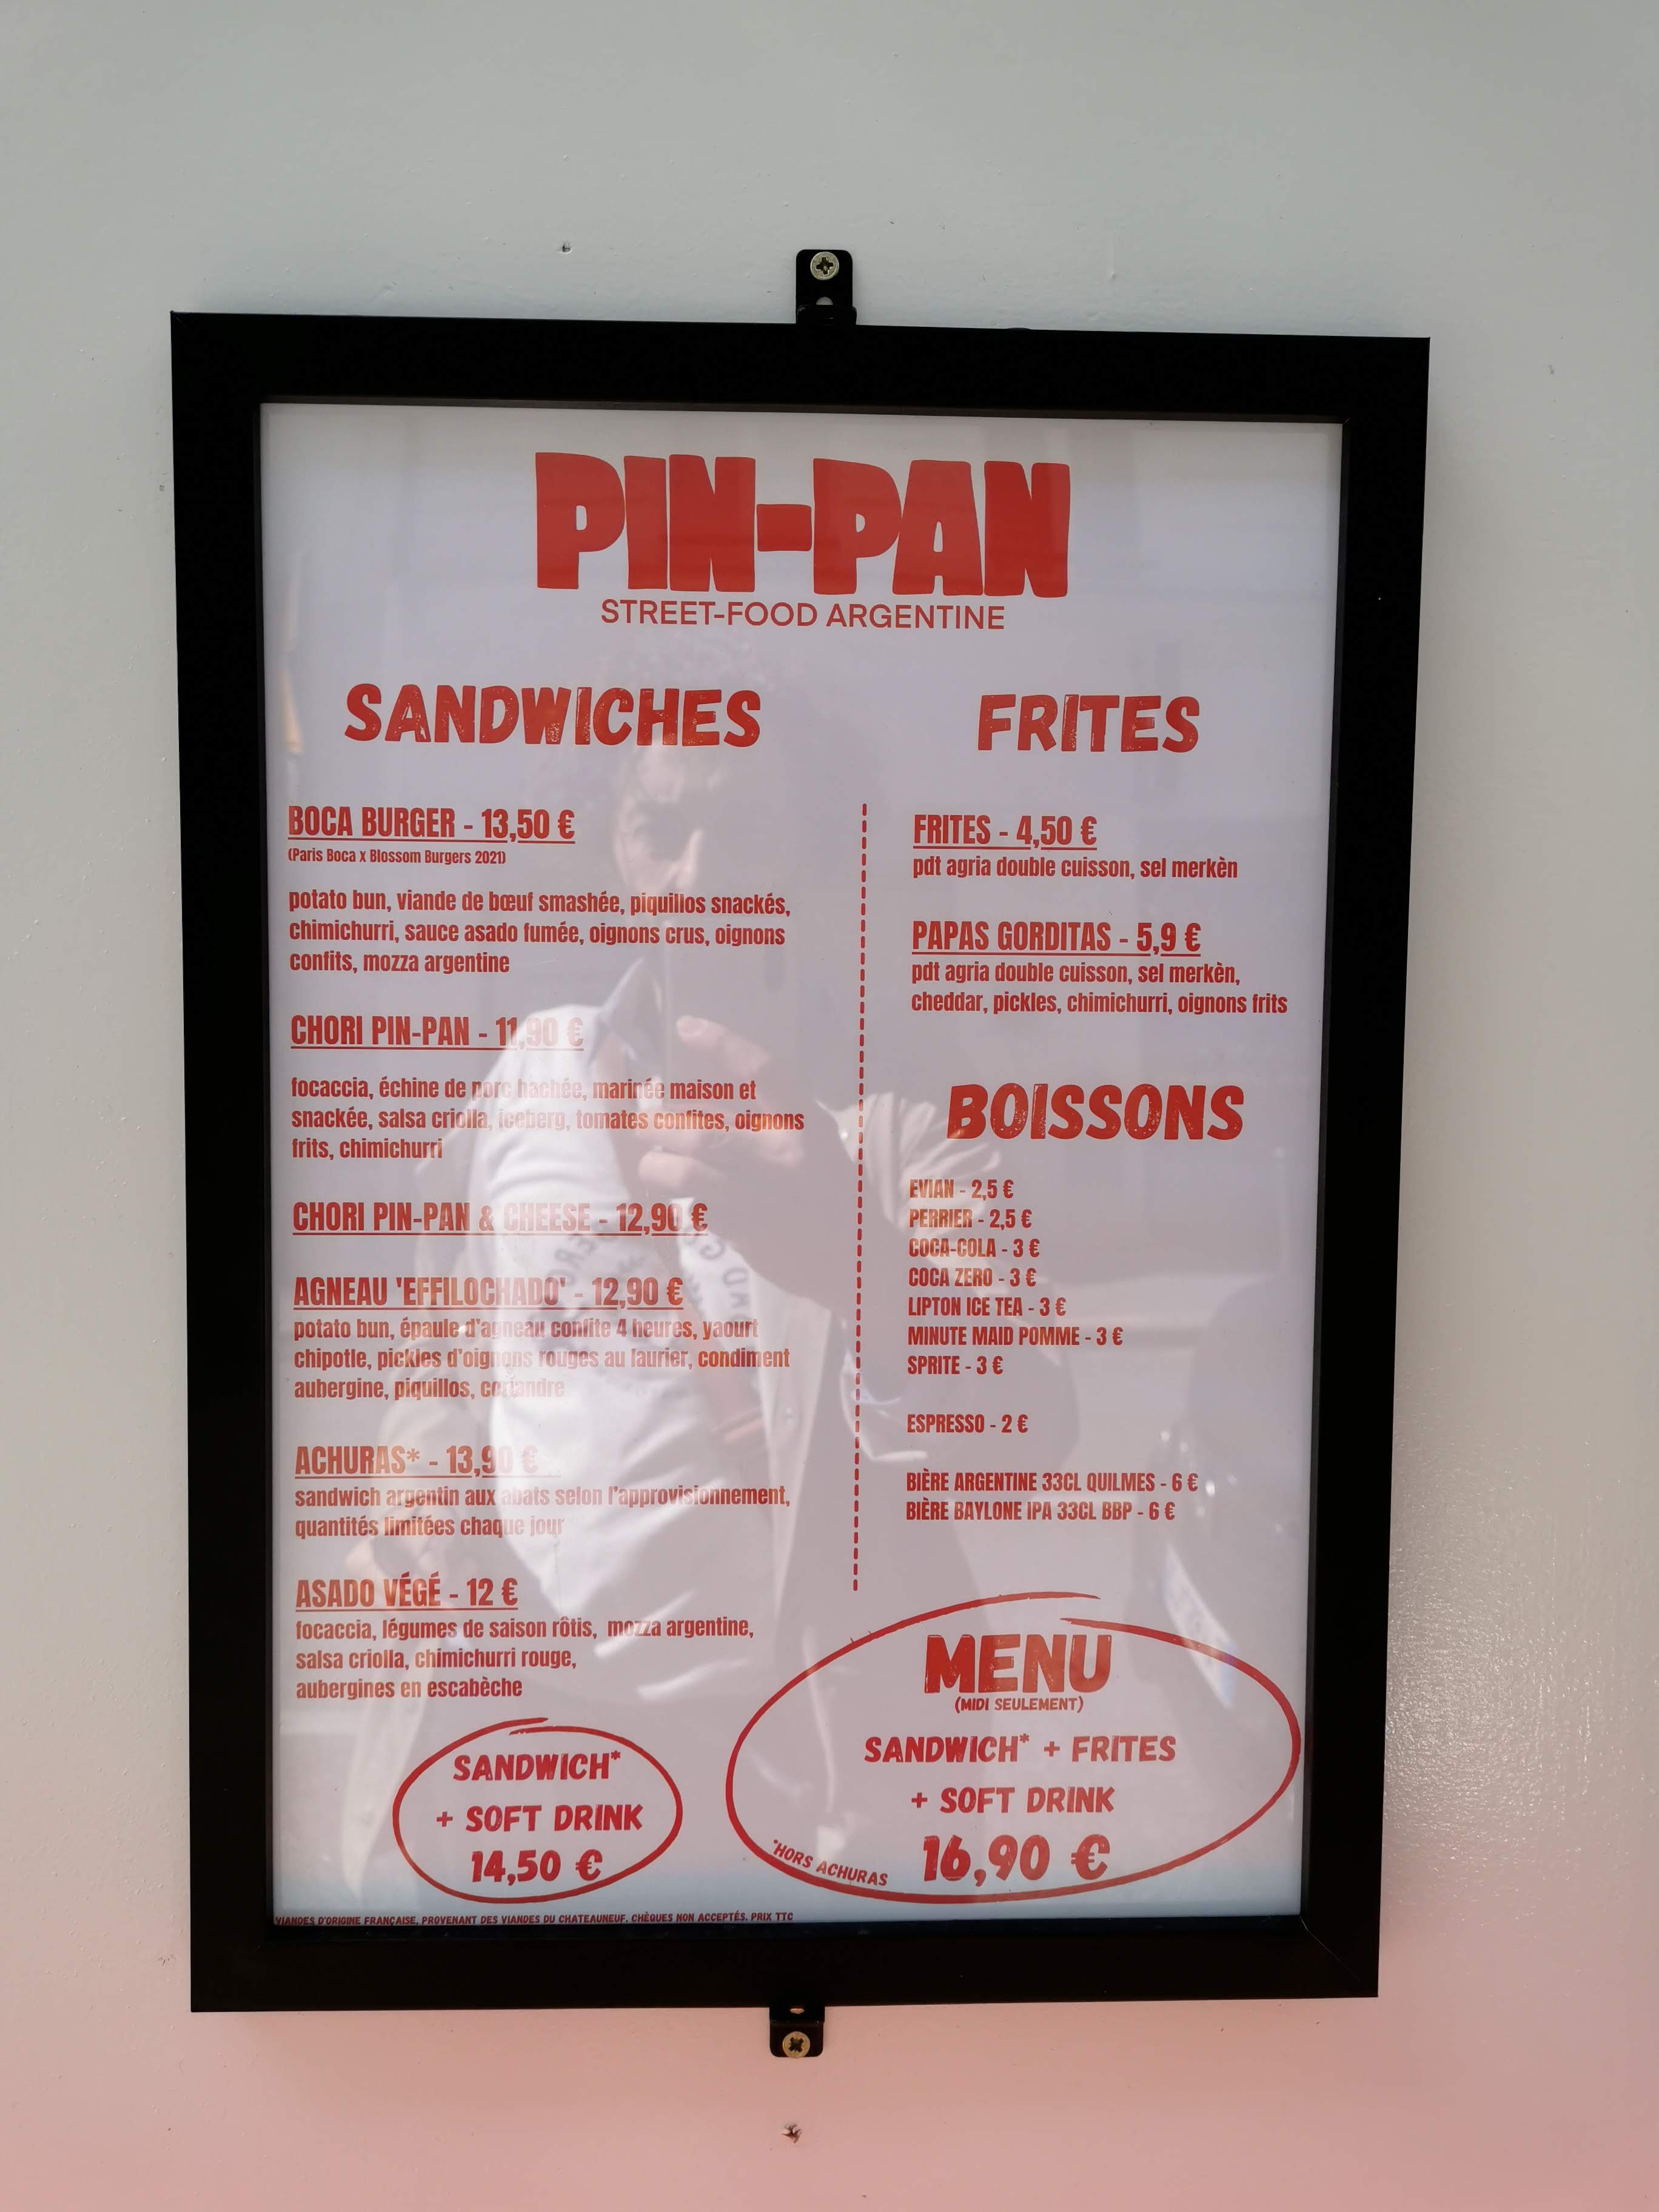 PIN-PAN
STREET-FOOD ARGENTINE
SANDWICHES
BOCA BURGER - 13,50 €
(Paris Boca x Blossom Burgers 2021)
potato bun, viande de bœuf smashée, piquillos snackés,
chimichurri, sauce asado fumée, oignons crus, oignons
confits, mozza argentine
CHORI PIN-PAN - 11,90 €
focaccia, échine de porc hachée, marinée maison et
snackée, salsa criolla, iceberg, tomates confites, oignons
frits, chimichurri
CHORI PIN-PAN & CHEESE - 12,90 €
AGNEAU 'EFFILOCHADO' - 12,90 €
potato bun, épaule d'agneau confite 4 heures, yaourt
chipotle, pickles d'oignons rouges au laurier, condiment
aubergine, piquillos, coriandre
ACHURAS* - 13,90 €
sandwich argentin aux abats selon l'approvisionnement,
quantités limitées chaque jour
ASADO VÉGÉ - 12 €
focaccia, légumes de saison rôtis, mozza argentine,
salsa criolla, chimichurri rouge,
aubergines en escabèche
SANDWICH*
+ SOFT DRINK
14,50 €
FRITES
FRITES - 4,50 €
pdt agria double cuisson, sel merkèn
PAPAS GORDITAS - 5,9 €
pdt agria double cuisson, sel merkèn,
cheddar, pickles, chimichurri, oignons frits
BOISSONS
EVIAN - 2,5 €
PERRIER - 2,5 €
COCA-COLA - 3 €
COCA ZERO - 3 €
LIPTON ICE TEA - 3 €
MINUTE MAID POMME - 3 €
SPRITE - 3 €
ESPRESSO - 2 €
BIÈRE ARGENTINE 33CL QUILMES - 6 €
BIÈRE BAYLONE IPA 33CL BBP - 6 €
MENU
(MIDI SEULEMENT)
SANDWICH* + FRITES
+ SOFT DRINK
16,90 €
*HORS ACHURAS
VIANDES D'ORIGINE FRANÇAISE, PROVENANT DES VIANDES DU CHATEAUNEUF. CHÈQUES NON ACCEPTÉS. PRIX TTC